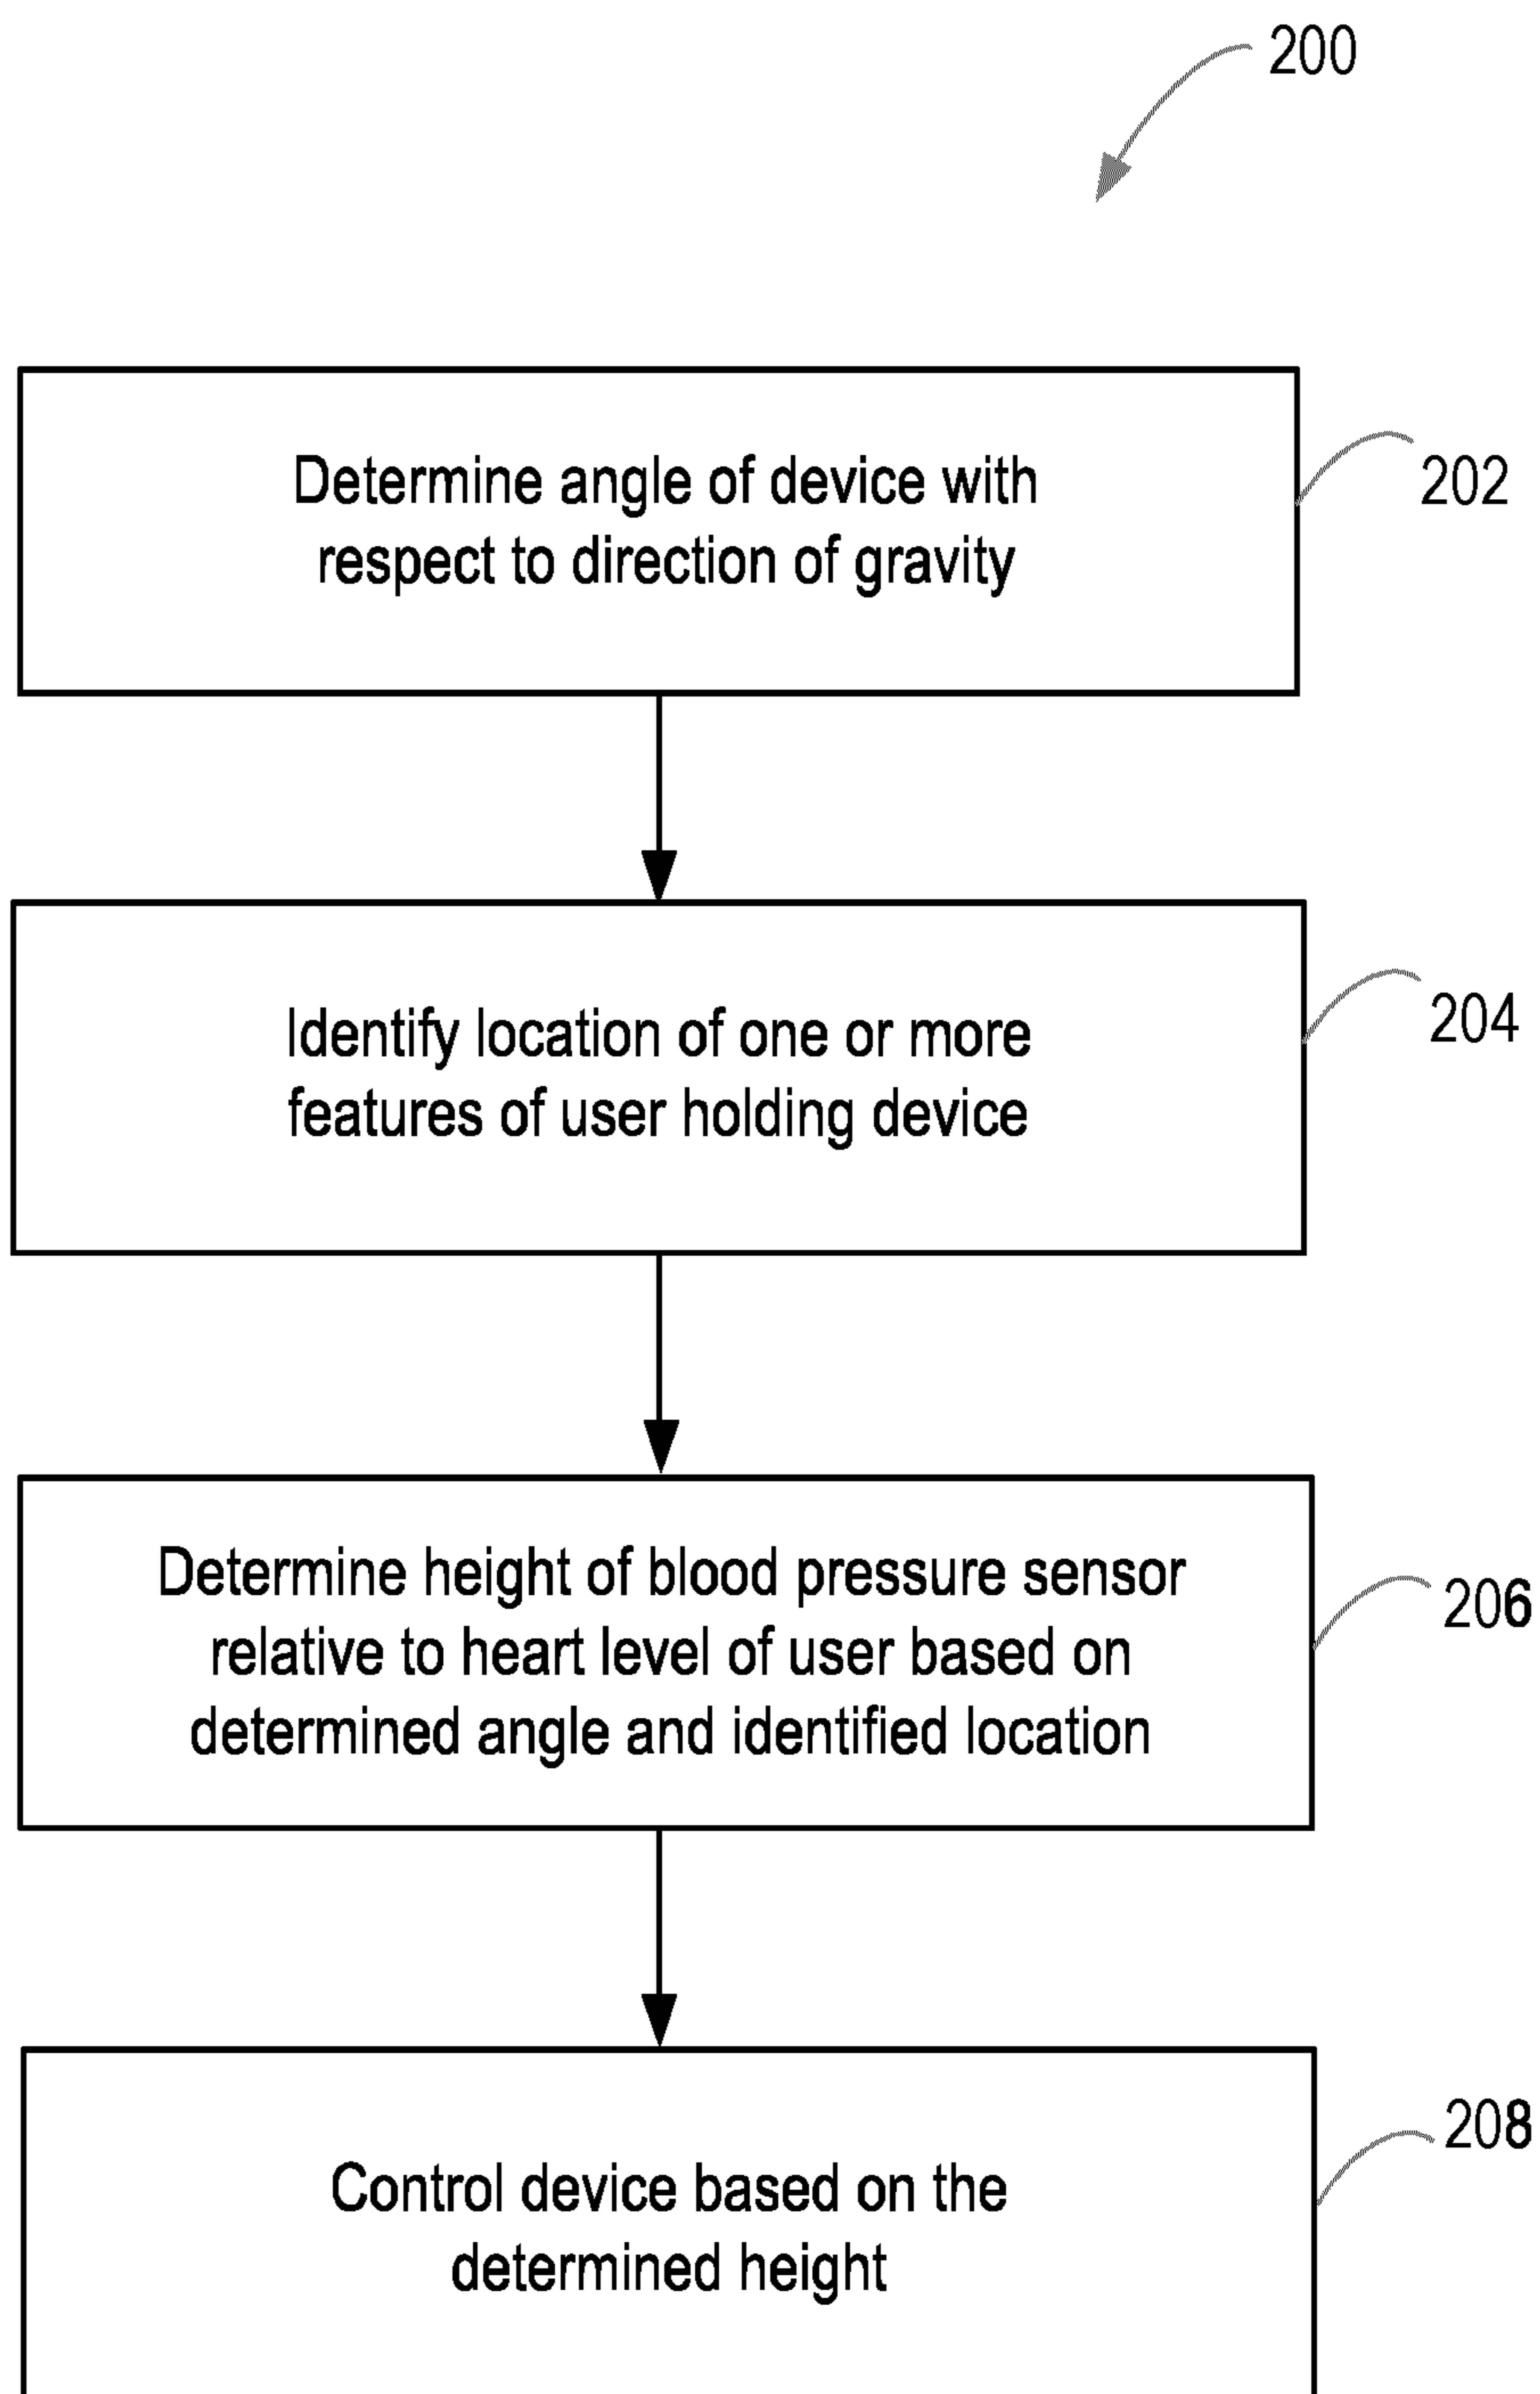 200
Determine angle of device with
respect to direction of gravity
202
Identify location of one or more
features of user holding device
204
Determine height of blood pressure sensor
relative to heart level of user based on
determined angle and identified location
206
Control device based on the
determined height
208